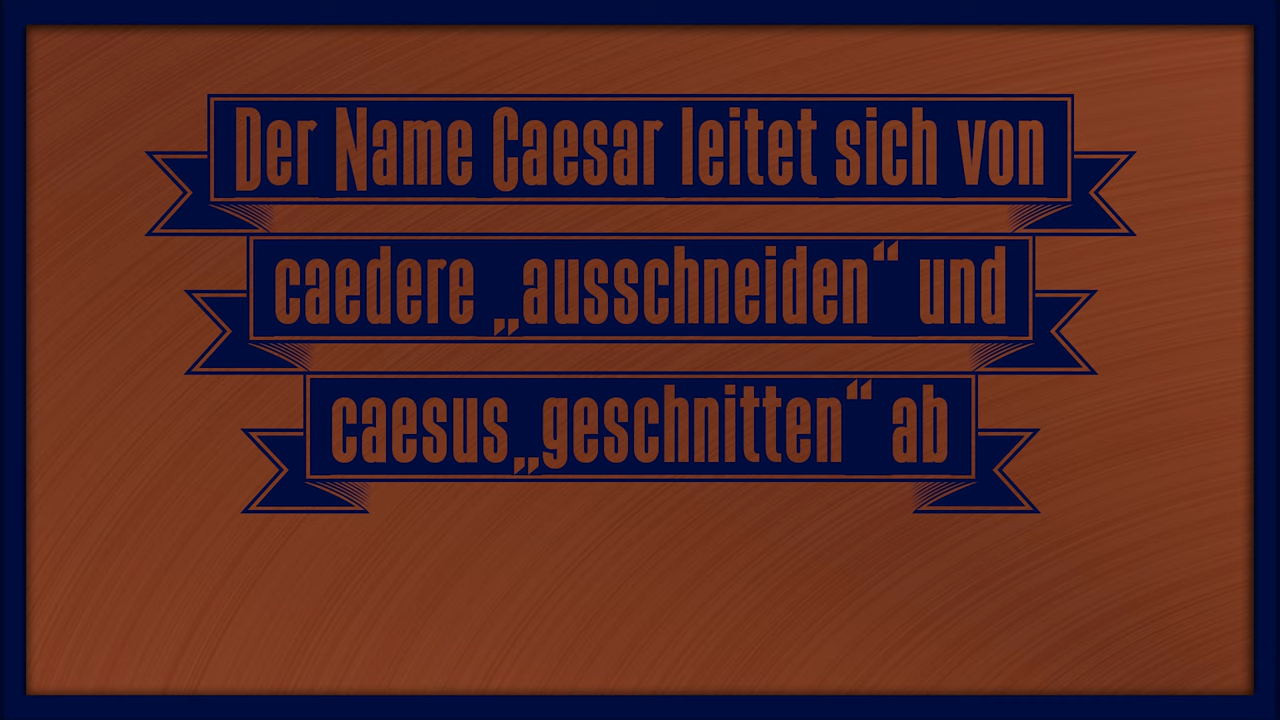 Der Name Caesar leitet sich von
caedere „ausschneiden“ und
caesus„geschnitten“ ab